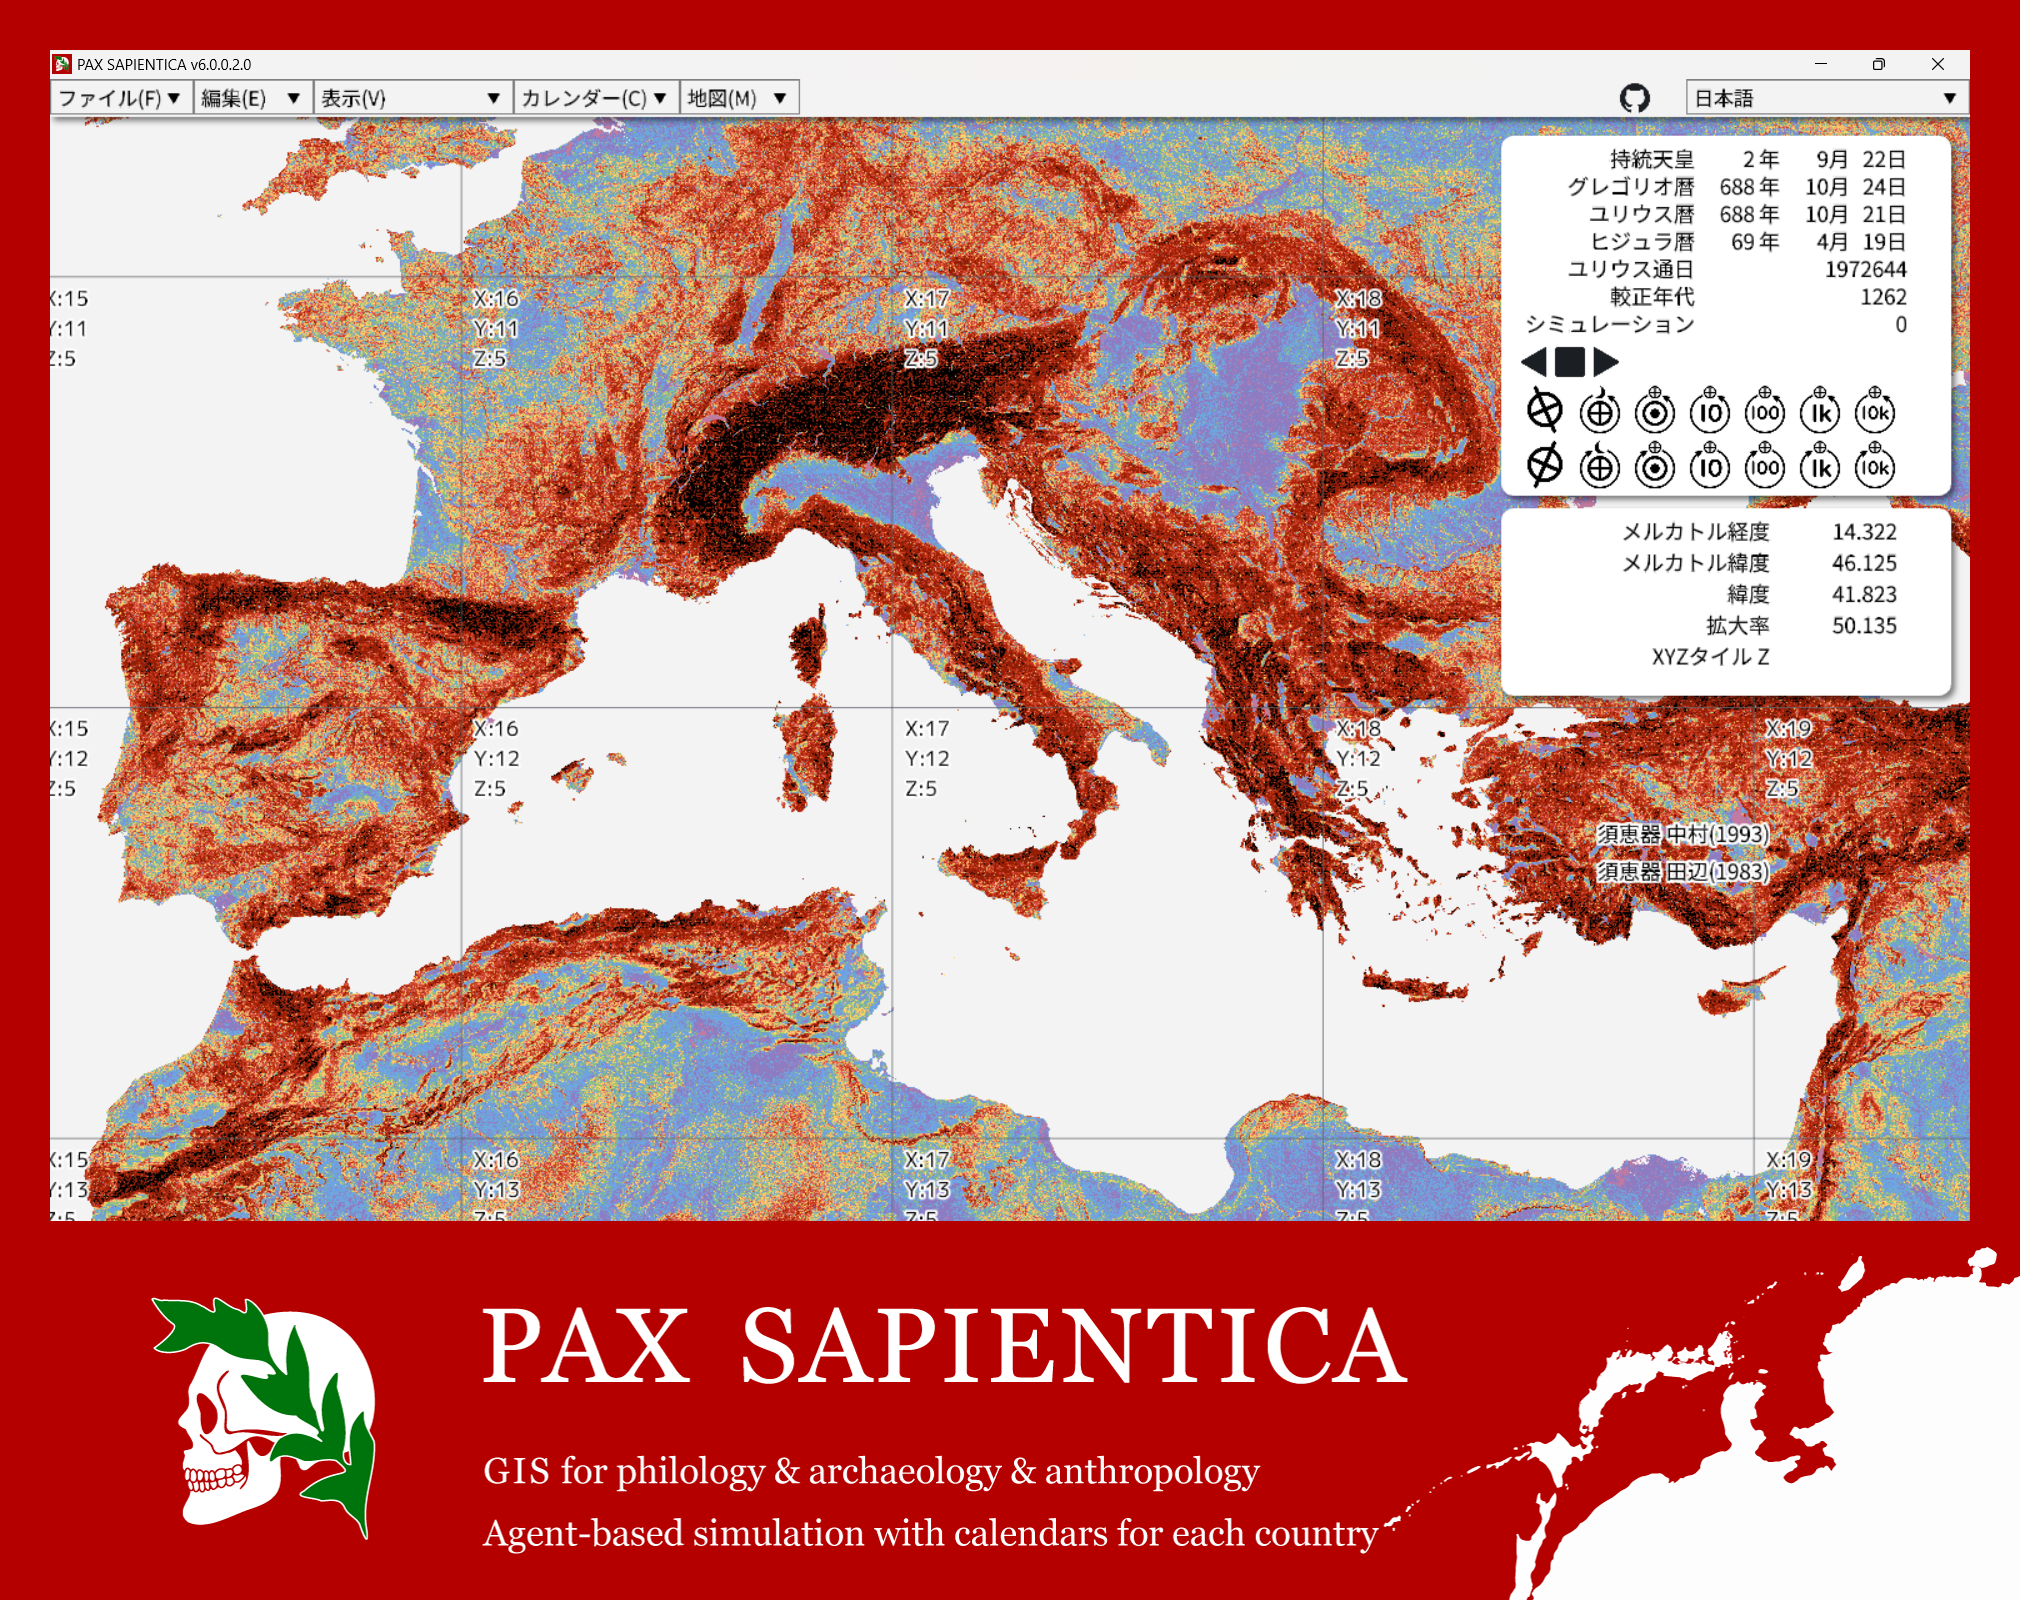 PAX SAPIENTICA v6.0.0.2.0
ファイル(F) ▼ 編集(E) ▼ 表示(V) ▼ カレンダー(C) ▼ 地図(M) ▼ 日本語 ▼
持統天皇 2年 9月 22日
グレゴリオ暦 688年 10月 24日
ユリウス暦 688年 10月 21日
ヒジュラ暦 69年 4月 19日
ユリウス通日 1972644
較正年代 1262
シミュレーション 0
10 100 1k 10k
10 100 1k 10k
メルカトル経度 14.322
メルカトル緯度 46.125
緯度 41.823
拡大率 50.135
XYZタイル Z
X:15 X:16 X:17 X:18
Y:11 Y:11 Y:11 Y:11
Z:5 Z:5 Z:5 Z:5
X:15 X:16 X:17 X:18 X:19
Y:12 Y:12 Y:12 Y:12 Y:12
Z:5 Z:5 Z:5 Z:5 Z:5
須恵器 中村(1993)
須恵器 田辺(1983)
X:15 X:16 X:17 X:18 X:19
Y:13 Y:13 Y:13 Y:13 Y:13
Z:5 Z:5 Z:5 Z:5 Z:5
PAX SAPIENTICA
GIS for philology & archaeology & anthropology
Agent-based simulation with calendars for each country